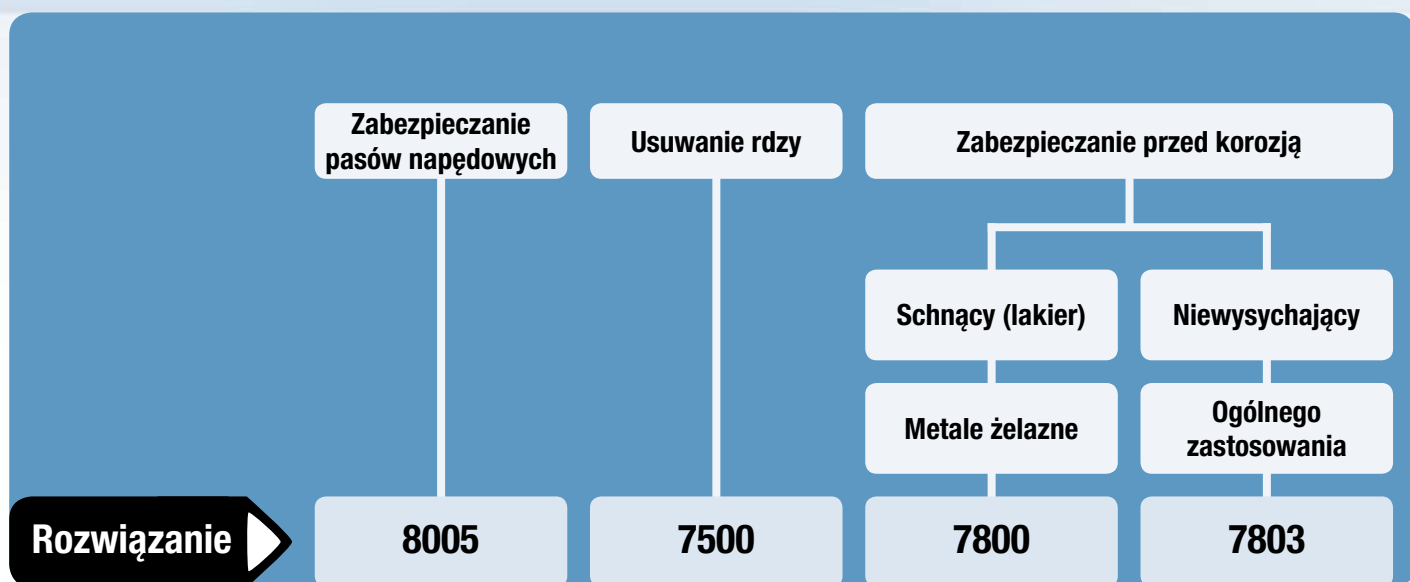 Zabezpieczanie
pasów napędowych
Usuwanie rdzy
Zabezpieczanie przed korozją
Schnący (lakier)
Niewysychający
Metale żelazne
Ogólnego
zastosowania
Rozwiązanie
8005
7500
7800
7803